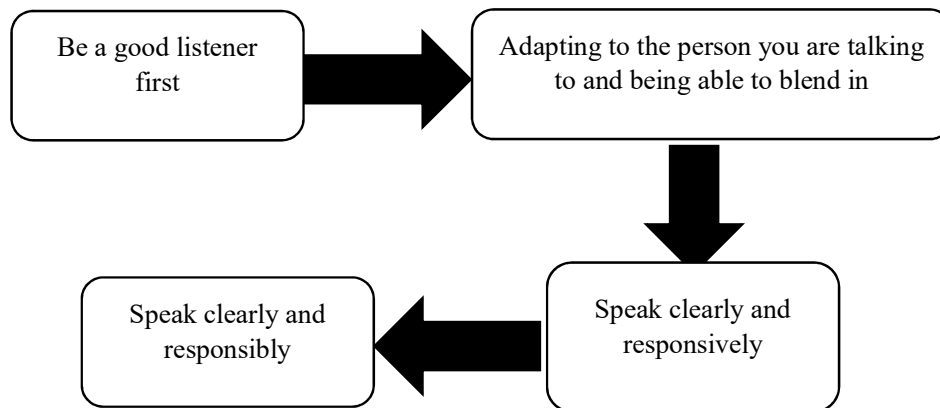 Be a good listener
first
Adapting to the person you are talking
to and being able to blend in
Speak clearly and
responsively
Speak clearly and
responsibly